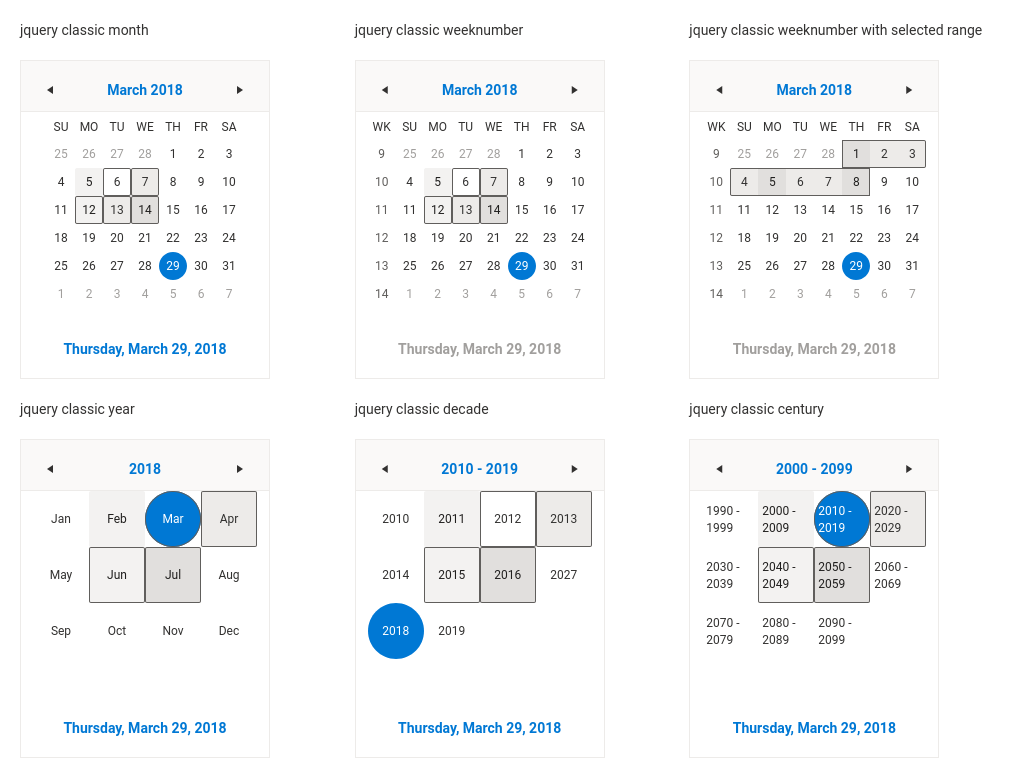 jquery classic month
March 2018
SU MO TU WE TH FR SA
25 26 27 28 1 2 3
4 5 6 7 8 9 10
11 12 13 14 15 16 17
18 19 20 21 22 23 24
25 26 27 28 29 30 31
1 2 3 4 5 6 7
Thursday, March 29, 2018
jquery classic weeknumber
March 2018
WK SU MO TU WE TH FR SA
9 25 26 27 28 1 2 3
10 4 5 6 7 8 9 10
11 11 12 13 14 15 16 17
12 18 19 20 21 22 23 24
13 25 26 27 28 29 30 31
14 1 2 3 4 5 6 7
Thursday, March 29, 2018
jquery classic weeknumber with selected range
March 2018
WK SU MO TU WE TH FR SA
9 25 26 27 28 1 2 3
10 4 5 6 7 8 9 10
11 11 12 13 14 15 16 17
12 18 19 20 21 22 23 24
13 25 26 27 28 29 30 31
14 1 2 3 4 5 6 7
Thursday, March 29, 2018
jquery classic year
2018
Jan Feb Mar Apr
May Jun Jul Aug
Sep Oct Nov Dec
Thursday, March 29, 2018
jquery classic decade
2010 - 2019
2010 2011 2012 2013
2014 2015 2016 2027
2018 2019
Thursday, March 29, 2018
jquery classic century
2000 - 2099
1990 - 2000 - 2010 - 2020 -
1999 2009 2019 2029
2030 - 2040 - 2050 - 2060 -
2039 2049 2059 2069
2070 - 2080 - 2090 -
2079 2089 2099
Thursday, March 29, 2018